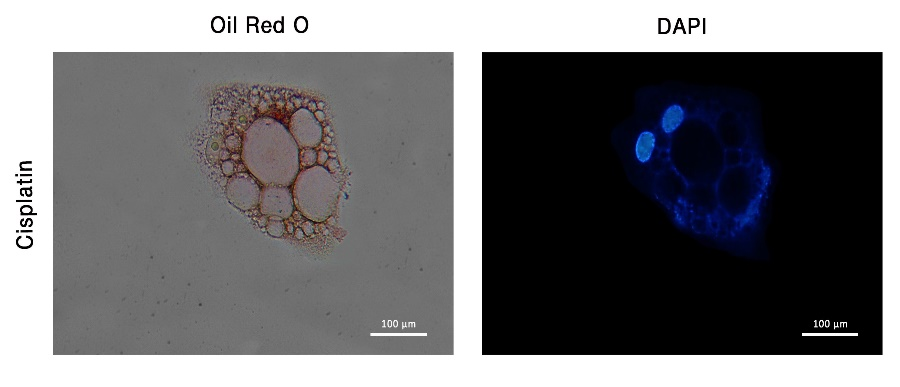 Oil Red O
DAPI
Cisplatin
100 µm
100 µm